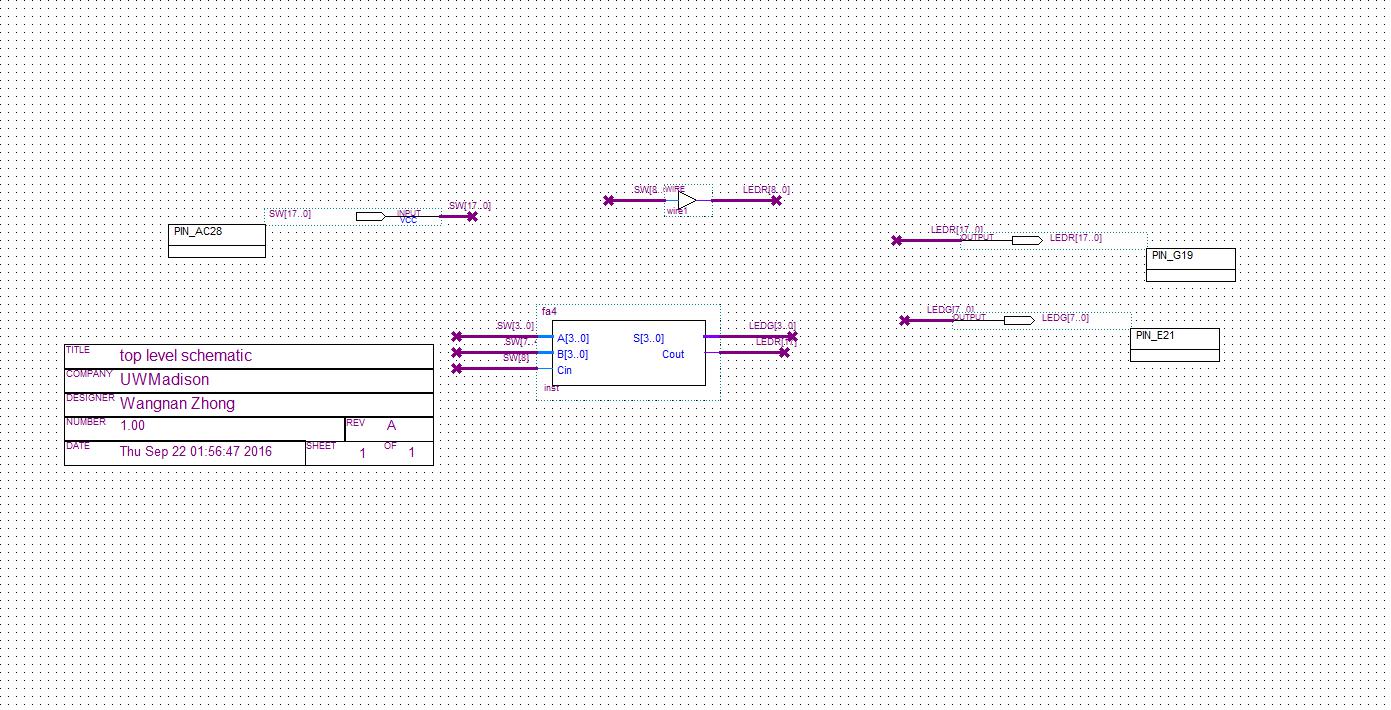 SW[8.. WIRE LEDR[8..0]
wire1
SW[17..0] INPUT VCC SW[17..0]
PIN_AC28
LEDR[17..0] OUTPUT LEDR[17..0]
PIN_G19
LEDG[7..0] OUTPUT LEDG[7..0]
PIN_E21
fa4
SW[3..0] A[3..0] S[3..0] LEDG[3..0]
SW[7.. B[3..0] Cout
SW[8] Cin
inst
TITLE top level schematic
COMPANY UWMadison
DESIGNER Wangnan Zhong
NUMBER 1.00 REV A
DATE Thu Sep 22 01:56:47 2016 SHEET 1 OF 1